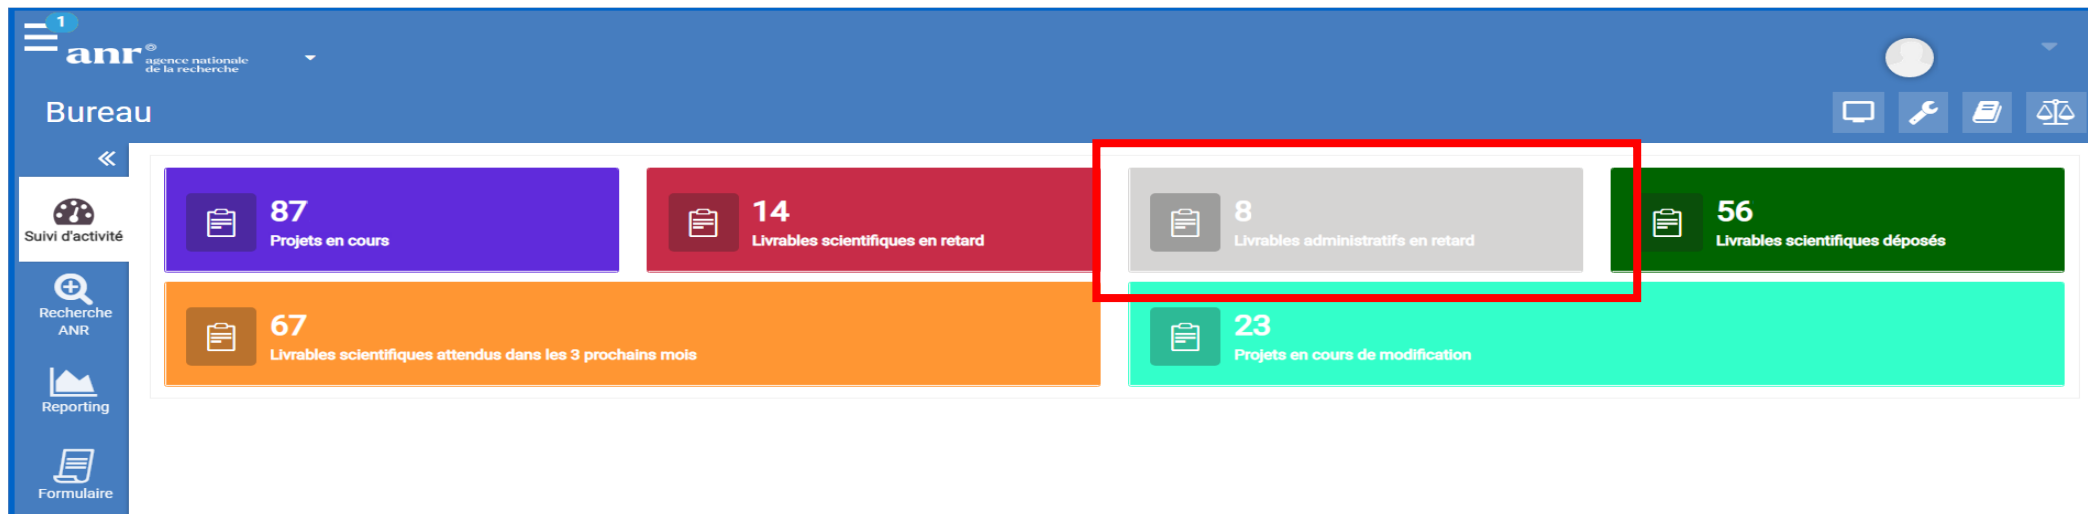 1
anr
agence nationale
de la recherche
Bureau
Suivi d'activité
Recherche
ANR
Reporting
Formulaire
87
Projets en cours
14
Livrables scientifiques en retard
8
Livrables administratifs en retard
56
Livrables scientifiques déposés
67
Livrables scientifiques attendus dans les 3 prochains mois
23
Projets en cours de modification